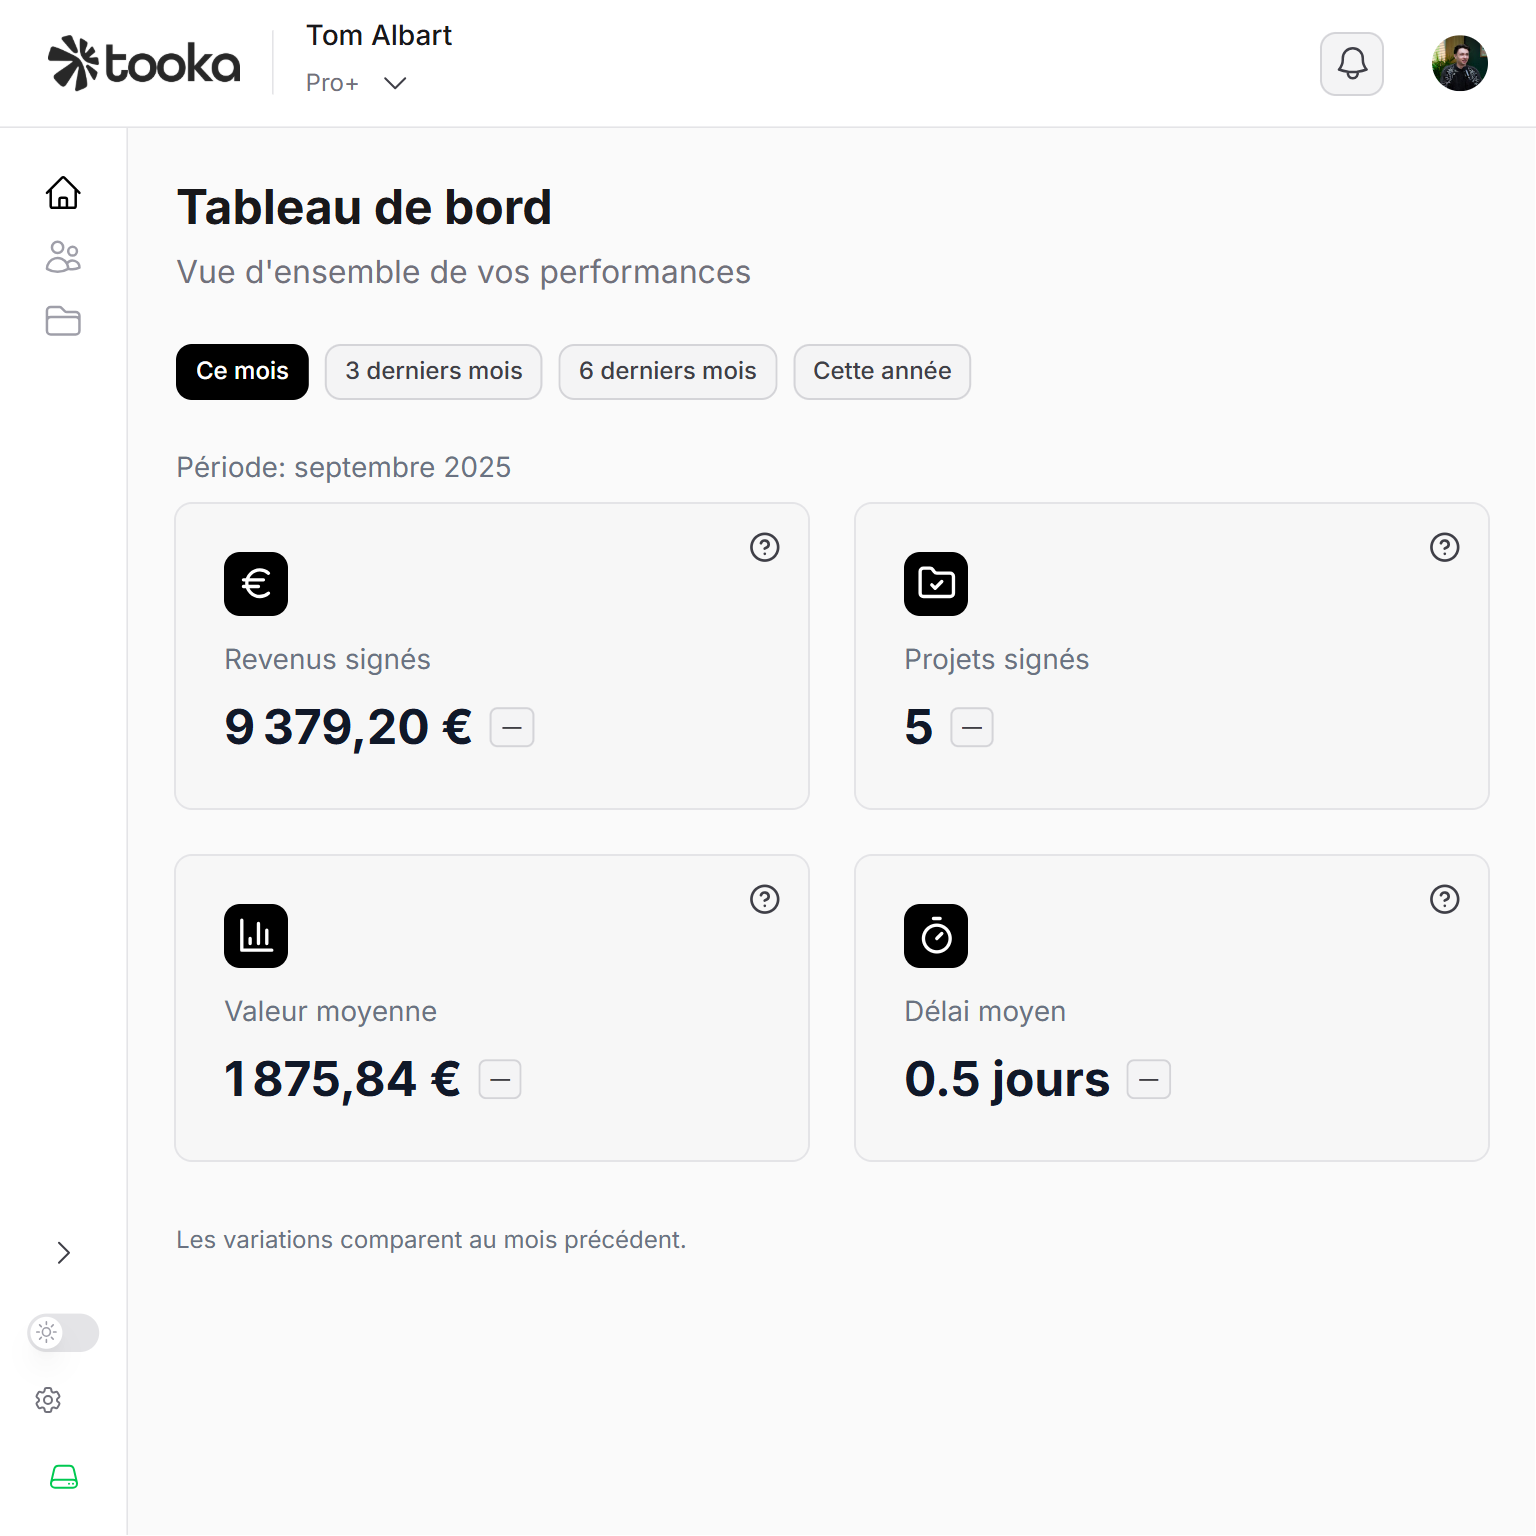 tooka
Tom Albart
Pro+
Tableau de bord
Vue d'ensemble de vos performances
Ce mois
3 derniers mois
6 derniers mois
Cette année
Période: septembre 2025
Revenus signés
9 379,20 €
Projets signés
5
Valeur moyenne
1 875,84 €
Délai moyen
0.5 jours
Les variations comparent au mois précédent.